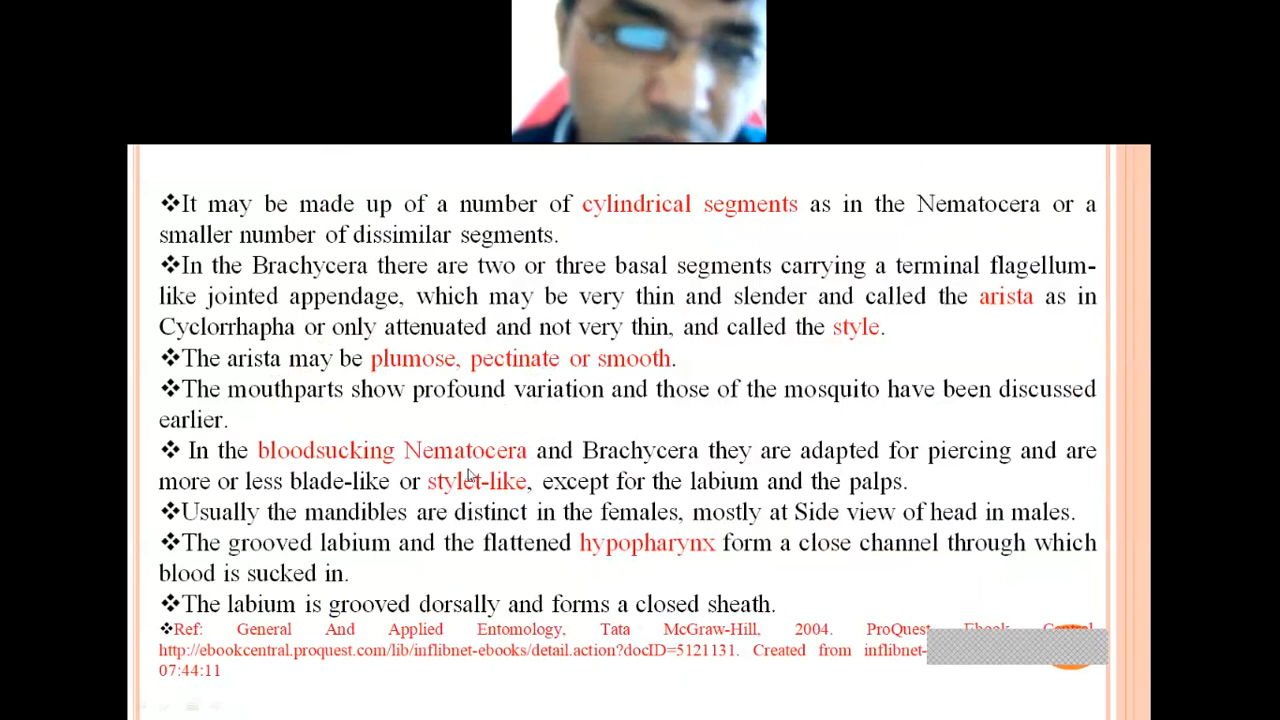 ❖It may be made up of a number of cylindrical segments as in the Nematocera or a
smaller number of dissimilar segments.
❖In the Brachycera there are two or three basal segments carrying a terminal flagellum-
like jointed appendage, which may be very thin and slender and called the arista as in
Cyclorrhapha or only attenuated and not very thin, and called the style.
❖The arista may be plumose, pectinate or smooth.
❖The mouthparts show profound variation and those of the mosquito have been discussed
earlier.
❖ In the bloodsucking Nematocera and Brachycera they are adapted for piercing and are
more or less blade-like or stylet-like, except for the labium and the palps.
❖Usually the mandibles are distinct in the females, mostly at Side view of head in males.
❖The grooved labium and the flattened hypopharynx form a close channel through which
blood is sucked in.
❖The labium is grooved dorsally and forms a closed sheath.
❖Ref: General And Applied Entomology, Tata McGraw-Hill, 2004. ProQuest Ebook Central,
http://ebookcentral.proquest.com/lib/inflibnet-ebooks/detail.action?docID=5121131. Created from inflibnet-
07:44:11